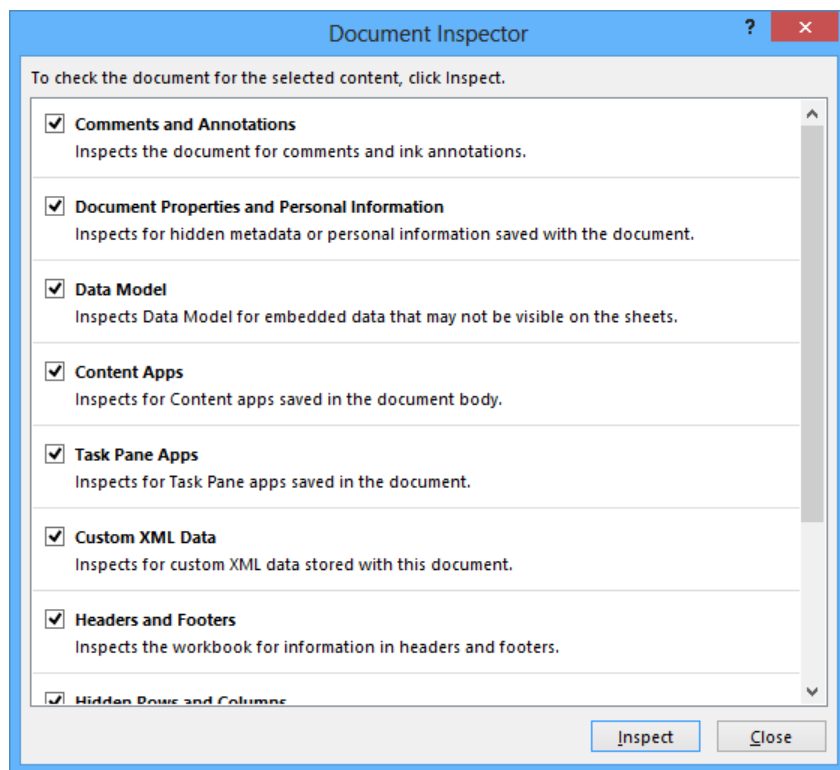 Document Inspector
?
To check the document for the selected content, click Inspect.
Comments and Annotations
Inspects the document for comments and ink annotations.
Document Properties and Personal Information
Inspects for hidden metadata or personal information saved with the document.
Data Model
Inspects Data Model for embedded data that may not be visible on the sheets.
Content Apps
Inspects for Content apps saved in the document body.
Task Pane Apps
Inspects for Task Pane apps saved in the document.
Custom XML Data
Inspects for custom XML data stored with this document.
Headers and Footers
Inspects the workbook for information in headers and footers.
Hidden Rows and Columns
Inspect Close